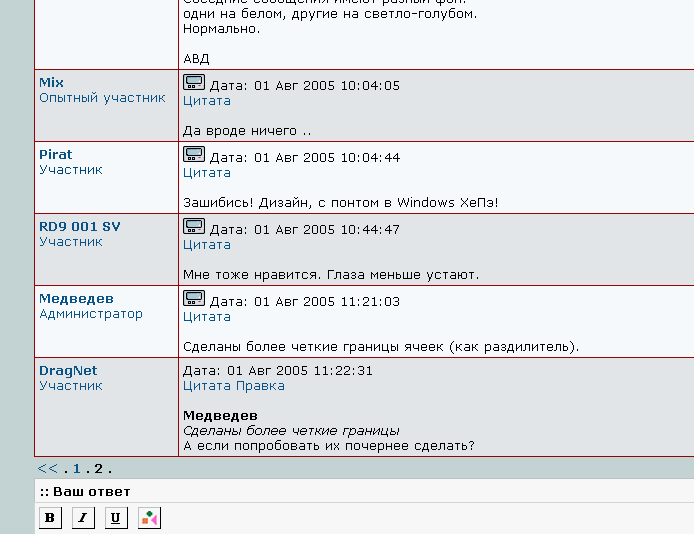 Соседние сообщения имеют разный фон:
одни на белом, другие на светло-голубом.
Нормально.
АВД
Mix
Опытный участник
Дата: 01 Авг 2005 10:04:05
Цитата
Да вроде ничего ..
Pirat
Участник
Дата: 01 Авг 2005 10:04:44
Цитата
Зашибись! Дизайн, с понтом в Windows ХеПэ!
RD9 001 SV
Участник
Дата: 01 Авг 2005 10:44:47
Цитата
Мне тоже нравится. Глаза меньше устают.
Медведев
Администратор
Дата: 01 Авг 2005 11:21:03
Цитата
Сделаны более четкие границы ячеек (как раздилитель).
DragNet
Участник
Дата: 01 Авг 2005 11:22:31
Цитата Правка
Медведев
Сделаны более четкие границы
А если попробовать их почернее сделать?
<< . 1 . 2 .
:: Ваш ответ
B I U